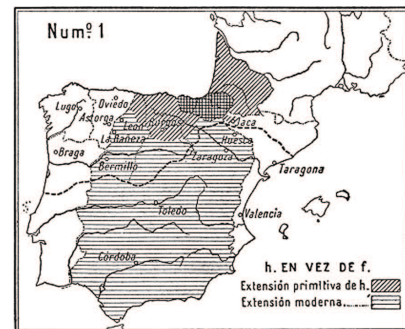 Numº 1
Oviedo
Lugo
Astorga
León
Burgos
Jaca
La Bañeza
Huesca
Braga
Bermillo
Zaragoza
Tarragona
Toledo
Valencia
Córdoba
h. EN VEZ DE f.
Extensión primitiva de h.
Extensión moderna